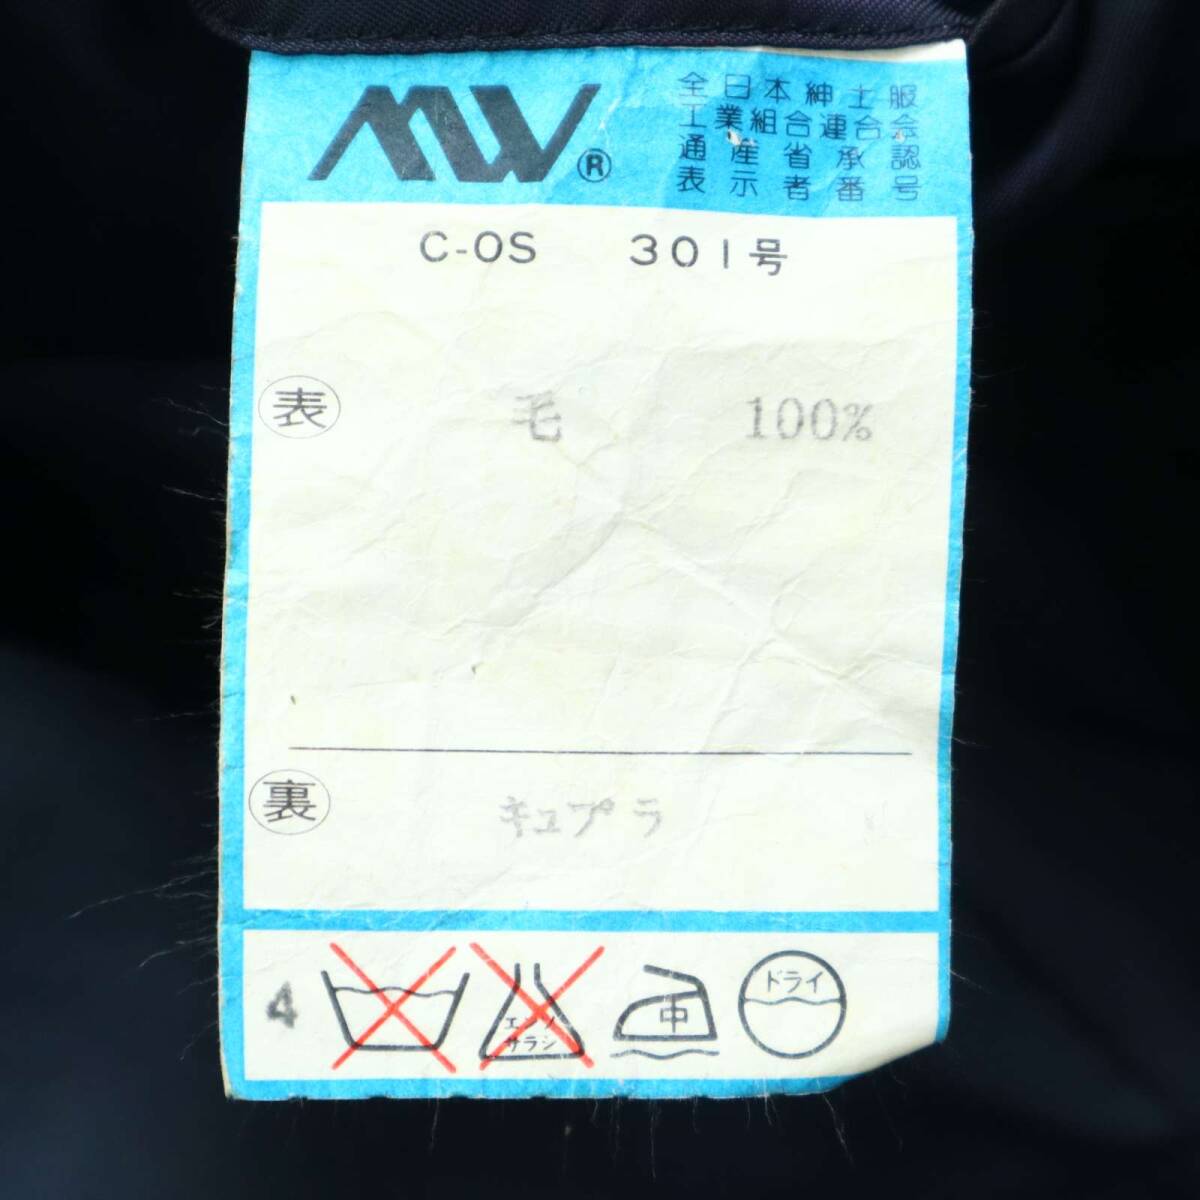 MW®
全日本紳士服
工業組合連合会
通産省承認
表示者番号
C-OS 301号
表 毛 100%
裏 キュプラ
4 エンソ サラシ 中 ドライ